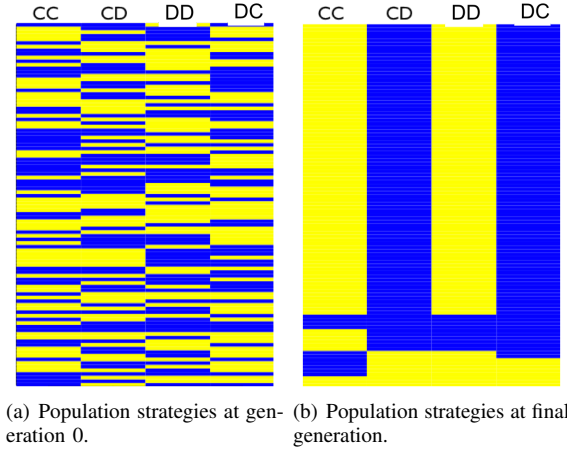 CC CD DD DC CC CD DD DC
(a) Population strategies at gen- (b) Population strategies at final
eration 0. generation.